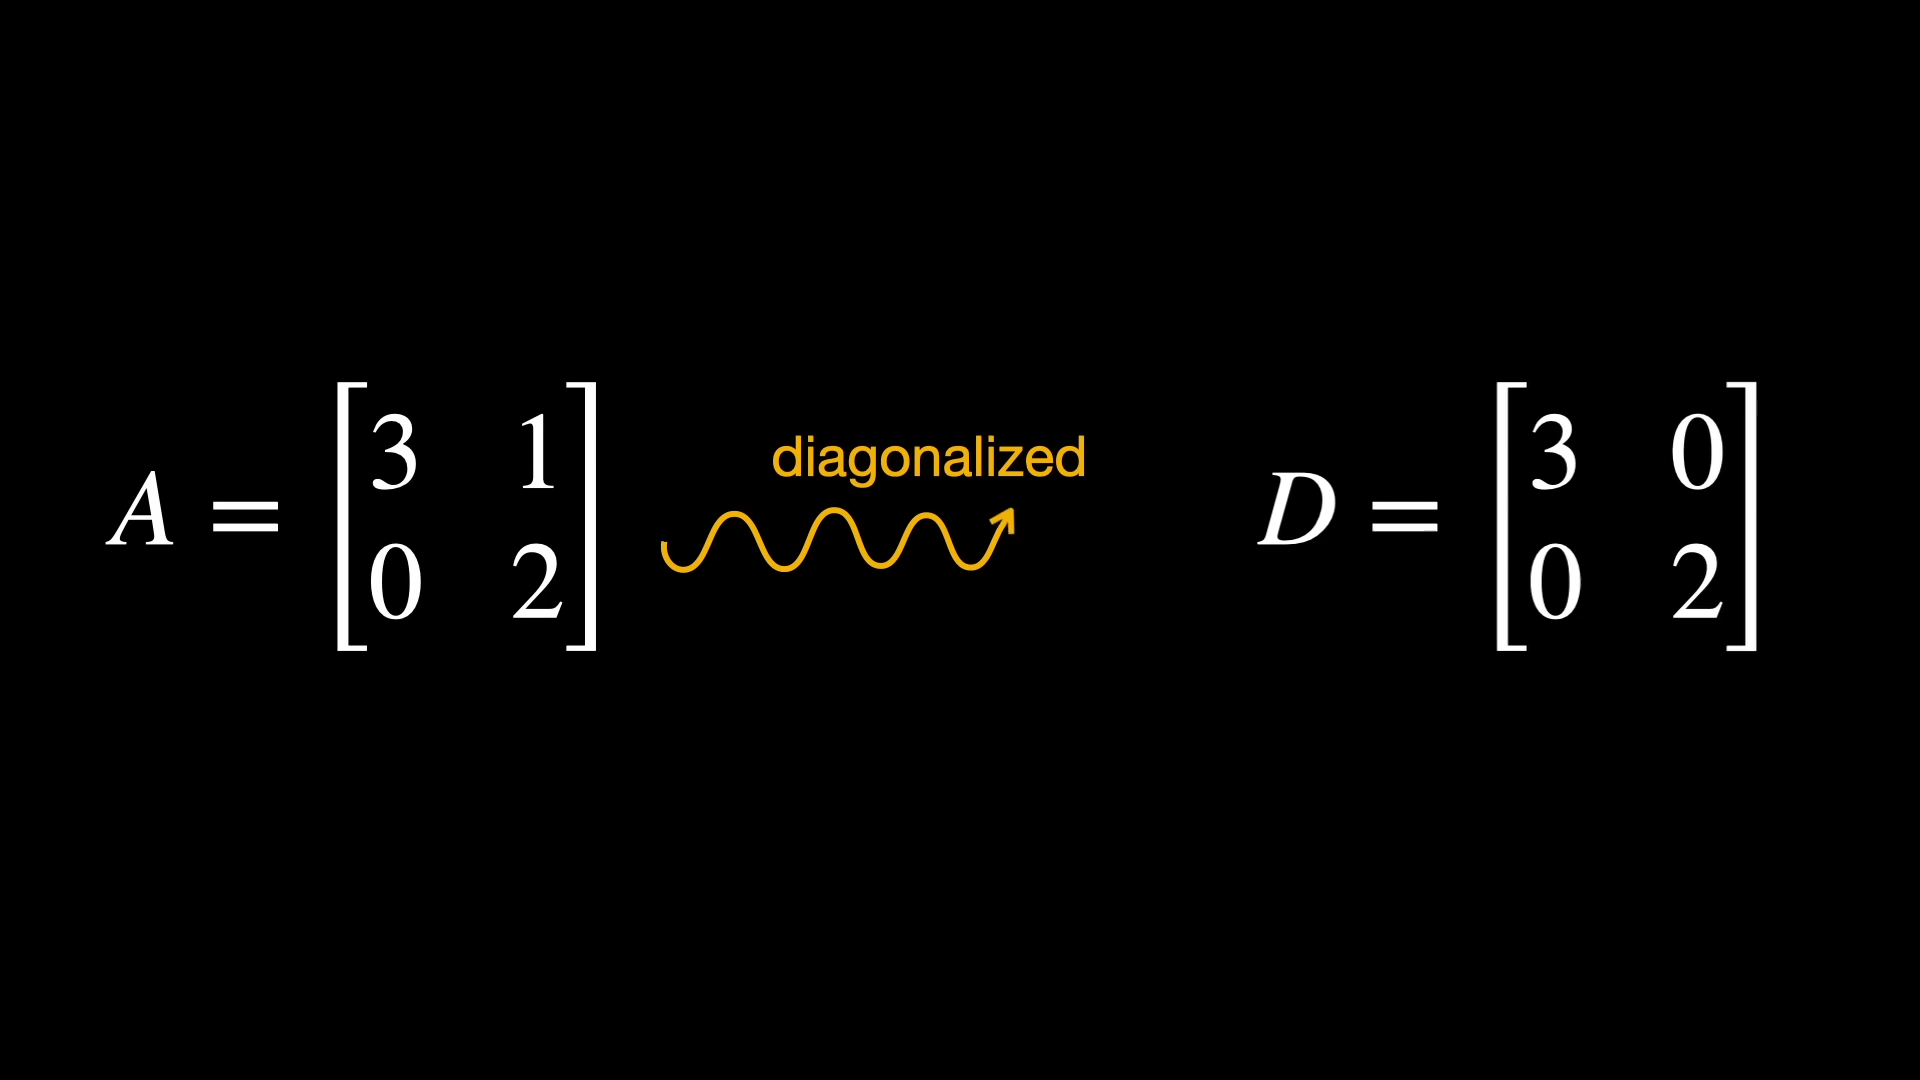 A = [3 1
0 2]
diagonalized
D = [3 0
0 2]